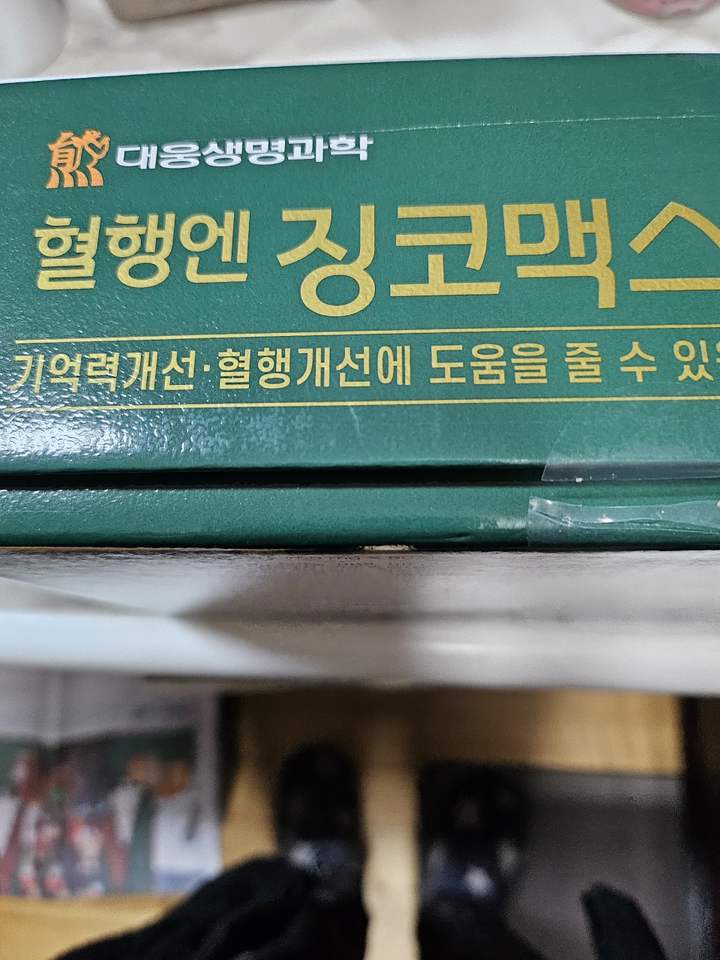 대웅생명과학
혈행엔 징코맥스
기억력개선·혈행개선에 도움을 줄 수 있